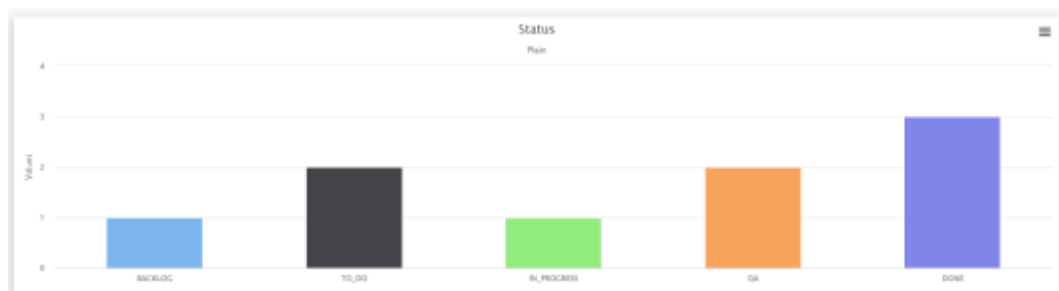 Status
Plain
4
3
2
1
0
Values
BACKLOG
TO_DO
IN_PROGRESS
QA
DONE